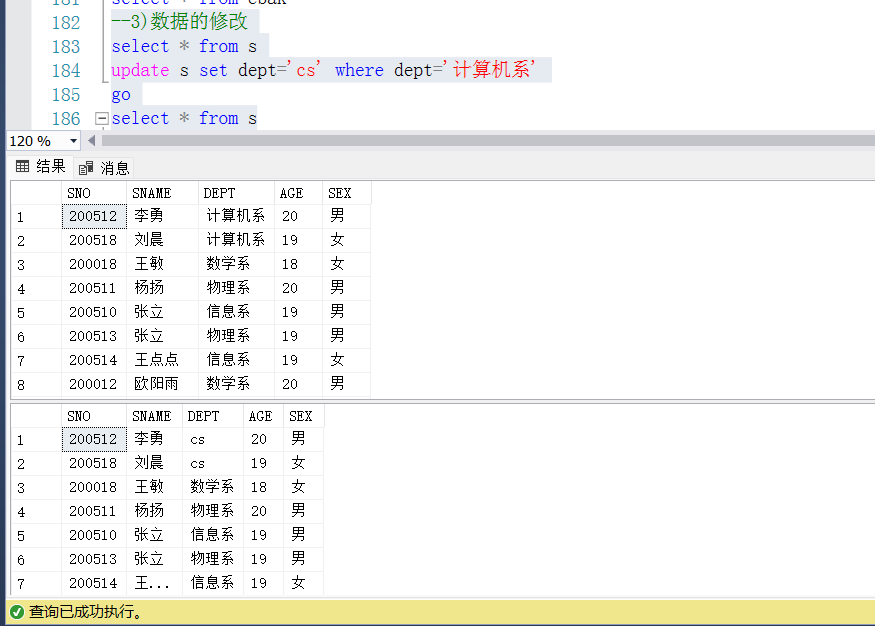 181 select * from cbak
182 --3)数据的修改
183 select * from s
184 update s set dept='cs' where dept='计算机系'
185 go
186 select * from s
120 %
结果 消息
SNO SNAME DEPT AGE SEX
1 200512 李勇 计算机系 20 男
2 200518 刘晨 计算机系 19 女
3 200018 王敏 数学系 18 女
4 200511 杨扬 物理系 20 男
5 200510 张立 信息系 19 男
6 200513 张立 物理系 19 男
7 200514 王点点 信息系 19 女
8 200012 欧阳雨 数学系 20 男
SNO SNAME DEPT AGE SEX
1 200512 李勇 cs 20 男
2 200518 刘晨 cs 19 女
3 200018 王敏 数学系 18 女
4 200511 杨扬 物理系 20 男
5 200510 张立 信息系 19 男
6 200513 张立 物理系 19 男
7 200514 王... 信息系 19 女
查询已成功执行。